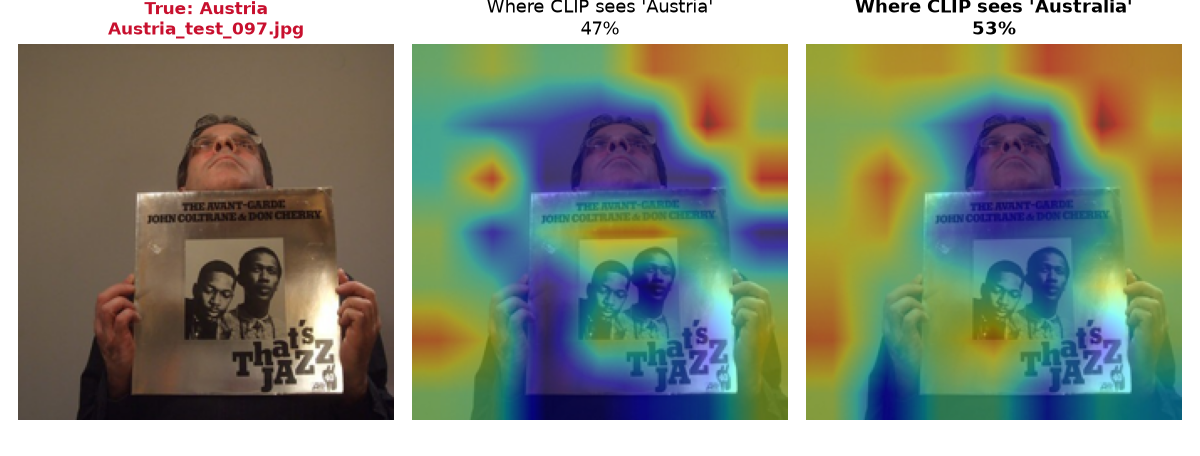 True: Austria
Austria_test_097.jpg
Where CLIP sees 'Austria'
47%
Where CLIP sees 'Australia'
53%
THE AVANT-GARDE
JOHN COLTRANE & DON CHERRY
That's
JAZZ
THE AVANT-GARDE
JOHN COLTRANE & DON CHERRY
That's
JAZZ
THE AVANT-GARDE
JOHN COLTRANE & DON CHERRY
That's
JAZZ